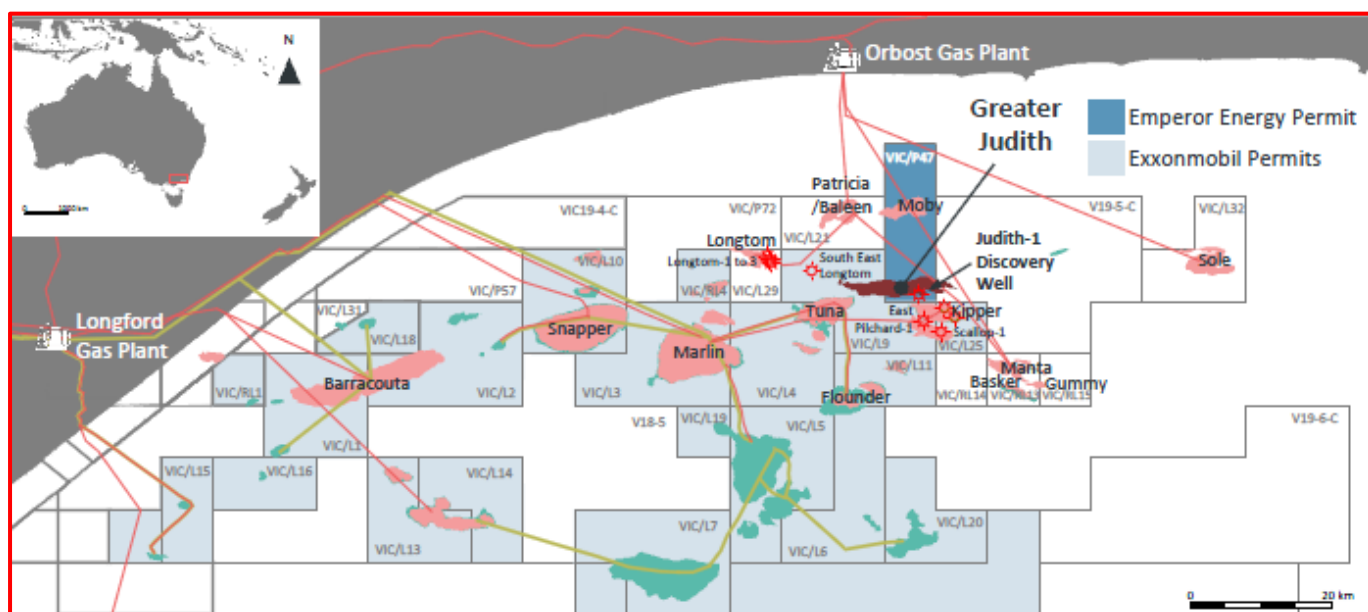 N
0 1000 km
Orbost Gas Plant
Greater
Judith
Emperor Energy Permit
Exxonmobil Permits
VIC/P47
Patricia
/Baleen
Moby
VIC19-4-C
VIC/P72
VIC/L21
V19-5-C
VIC/L32
Longtom
Longtom-1 to 3
South East
Longtom
Judith-1
Discovery
Well
Sole
VIC/L10
VIC/P57
VIC/RL4
VIC/L29
VIC/L31
VIC/L18
Longford
Gas Plant
Snapper
Marlin
Tuna
East
Pilchard-1
Kipper
Scallop-1
VIC/L9
VIC/L25
Barracouta
VIC/RL1
VIC/L2
VIC/L3
VIC/L4
VIC/L11
Flounder
Manta
Basker
Gummy
VIC/RL14
VIC/RL13
VIC/RL15
V18-5
VIC/L19
VIC/L5
V19-6-C
VIC/L1
VIC/L15
VIC/L16
VIC/L14
VIC/L13
VIC/L7
VIC/L6
VIC/L20
0 20 km